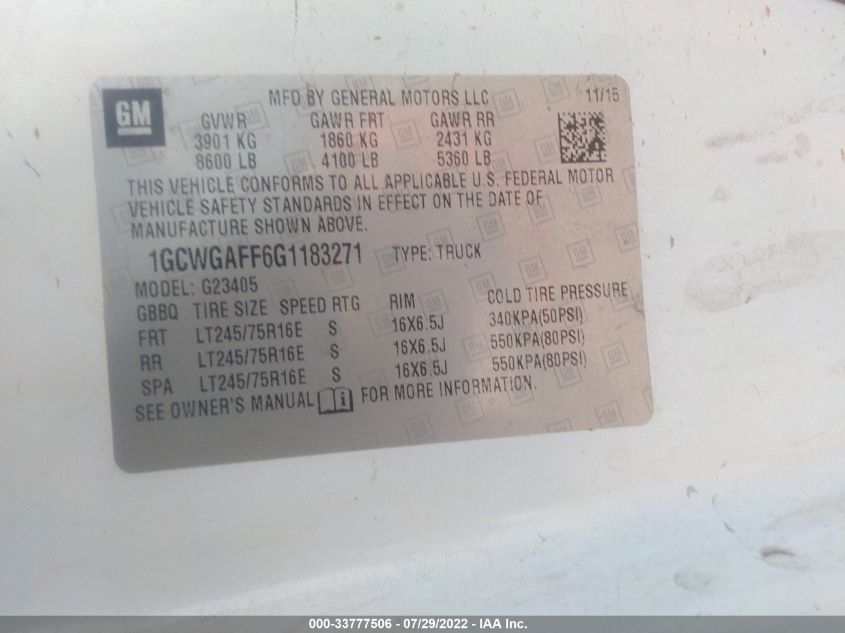 GM
MFD BY GENERAL MOTORS LLC 11/15
GVWR GAWR FRT GAWR RR
3901 KG 1860 KG 2431 KG
8600 LB 4100 LB 5360 LB
THIS VEHICLE CONFORMS TO ALL APPLICABLE U.S. FEDERAL MOTOR
VEHICLE SAFETY STANDARDS IN EFFECT ON THE DATE OF
MANUFACTURE SHOWN ABOVE.
1GCWGAFF6G1183271 TYPE: TRUCK
MODEL: G23405
GBBQ TIRE SIZE SPEED RTG RIM COLD TIRE PRESSURE
FRT LT245/75R16E S 16X6.5J 340KPA(50PSI)
RR LT245/75R16E S 16X6.5J 550KPA(80PSI)
SPA LT245/75R16E S 16X6.5J 550KPA(80PSI)
SEE OWNER'S MANUAL i FOR MORE INFORMATION.
000-33777506 / 07/29/2022 - IAA Inc.